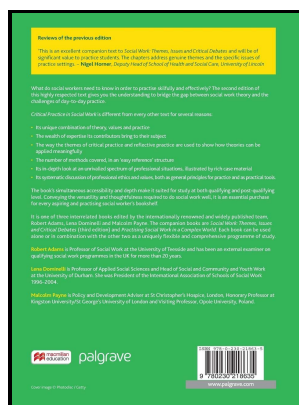 Reviews of the previous edition
'This is an excellent companion text to Social Work: Themes, Issues and Critical Debates and will be of
significant value to practice students. The chapters address genuine themes and the specific issues of
practice settings. - Nigel Horner, Deputy Head of School of Health and Social Care, University of Lincoln
What do social workers need to know in order to practise skilfully and effectively? The second edition of
this highly respected text gives you the understanding to bridge the gap between social work theory and the
challenges of day-to-day practice.
Critical Practice in Social Work is different from every other text for several reasons:
• Its unique combination of theory, values and practice
• The wealth of expertise its contributors bring to their subject
• The way the themes of critical practice and reflective practice are used to show how theories can be
applied meaningfully
• The number of methods covered, in an 'easy reference' structure
• Its in-depth look at an unrivalled spectrum of professional situations, illustrated by rich case material
• Its systematic discussion of professional ethics and values, both as general principles for practice and as practical tools
The book's simultaneous accessibility and depth make it suited for study at both qualifying and post-qualifying
level. Conveying the versatility and thoughtfulness required to do social work well, it is an essential purchase
for every aspiring and practising social worker's bookshelf.
It is one of three interrelated books edited by the internationally renowned and widely published team,
Robert Adams, Lena Dominelli and Malcolm Payne. The companion books are Social Work: Themes, Issues
and Critical Debates (third edition) and Practising Social Work in a Complex World. Each book can be used
alone or in combination with the other two as a uniquely flexible and comprehensive programme of study.
Robert Adams is Professor of Social Work at the University of Teesside and has been an external examiner on
qualifying social work programmes in the UK for more than 20 years.
Lena Dominelli is Professor of Applied Social Sciences and Head of Social and Community and Youth Work
at the University of Durham. She was President of the International Association of Schools of Social Work
1996-2004.
Malcolm Payne is Policy and Development Adviser at St Christopher's Hospice, London; Honorary Professor at
Kingston University/St George's University of London and Visiting Professor, Opole University, Poland.
macmillan
education
palgrave
ISBN 978-0-230-21863-5
9 780230 218635
www.palgrave.com